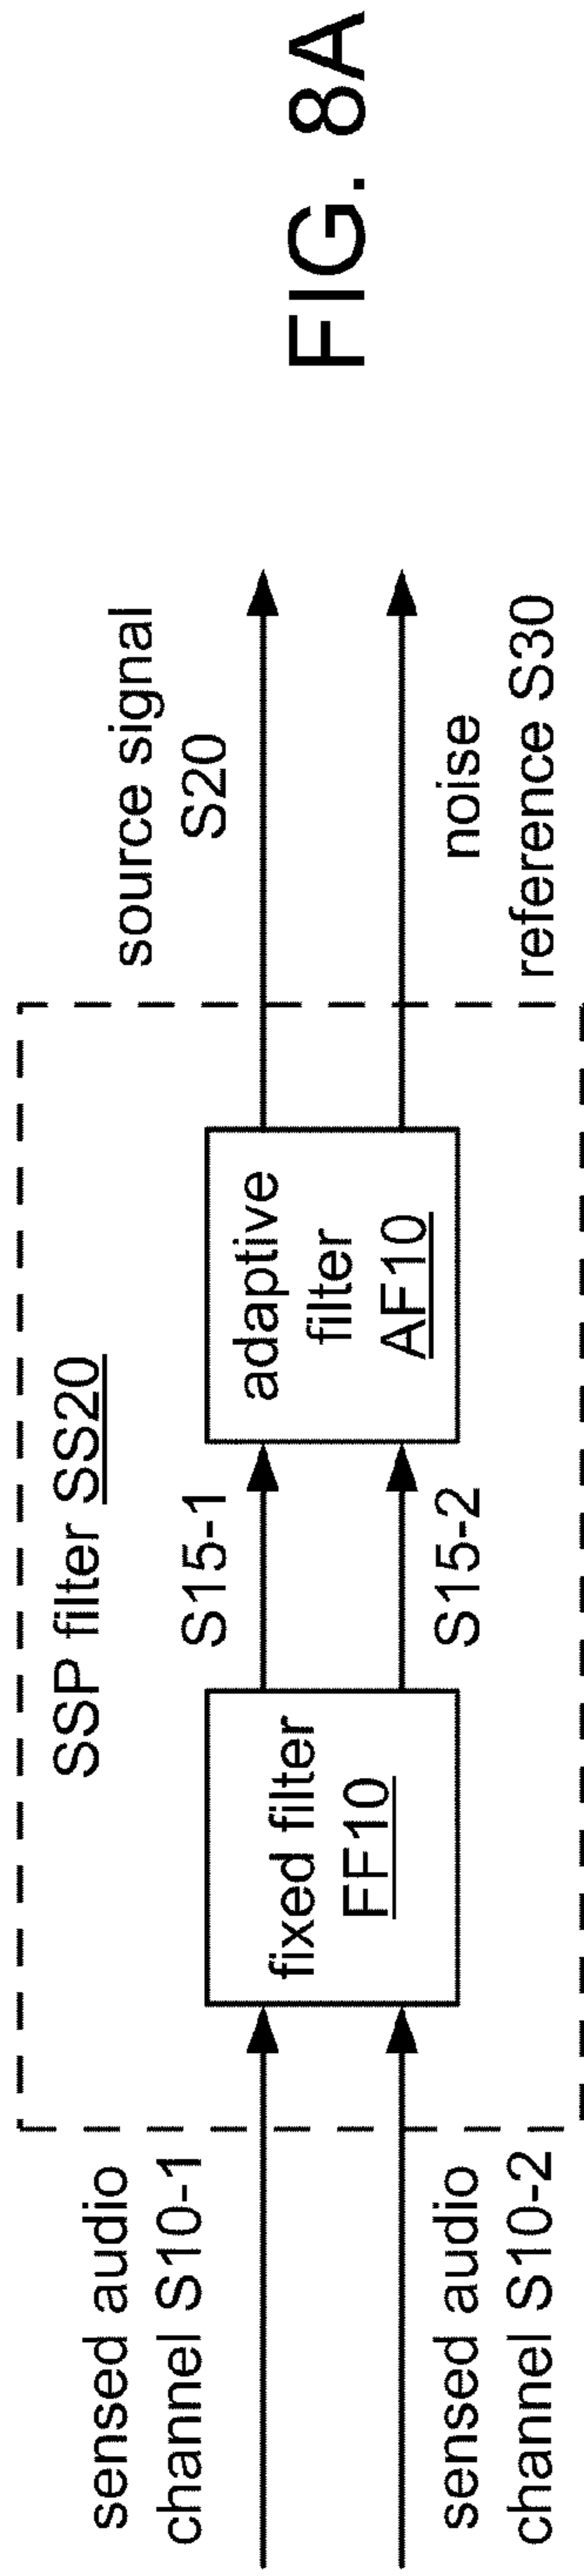 sensed audio
channel S10-1
sensed audio
channel S10-2
SSP filter SS20
fixed filter
FF10
S15-1
S15-2
adaptive
filter
AF10
source signal
S20
noise
reference S30
FIG. 8A